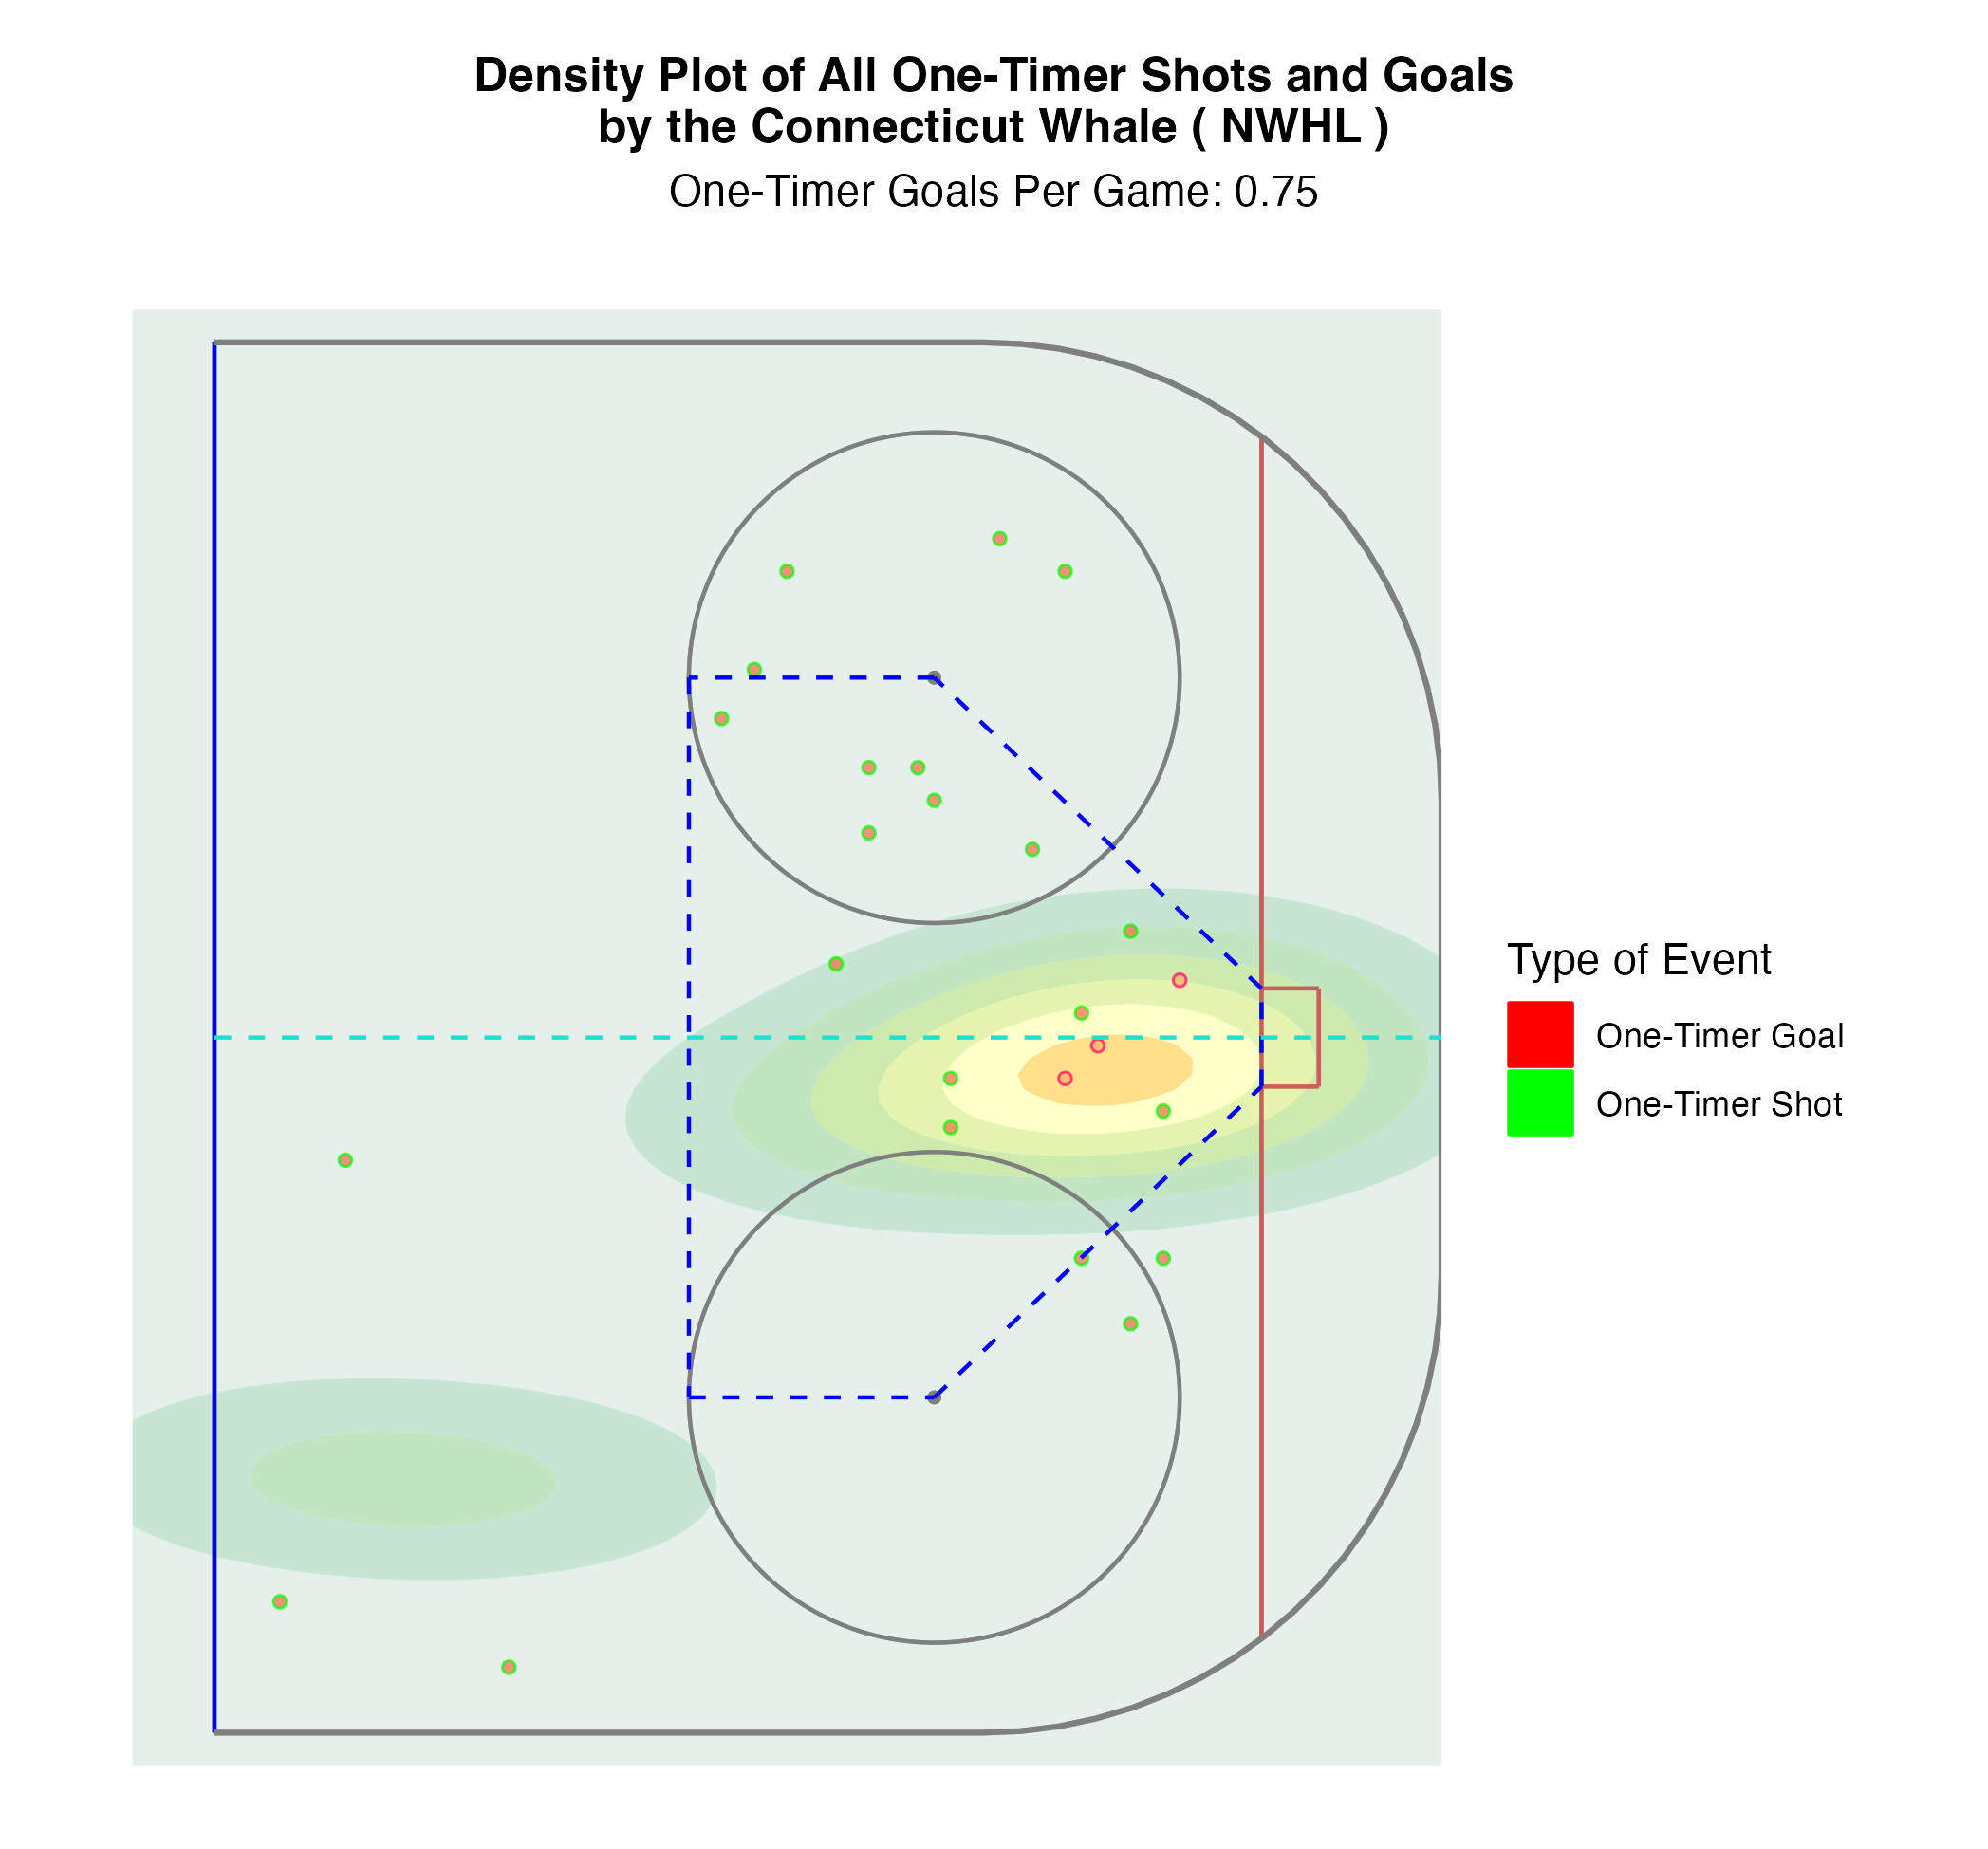 Density Plot of All One-Timer Shots and Goals
by the Connecticut Whale ( NWHL )
One-Timer Goals Per Game: 0.75
Type of Event
One-Timer Goal
One-Timer Shot